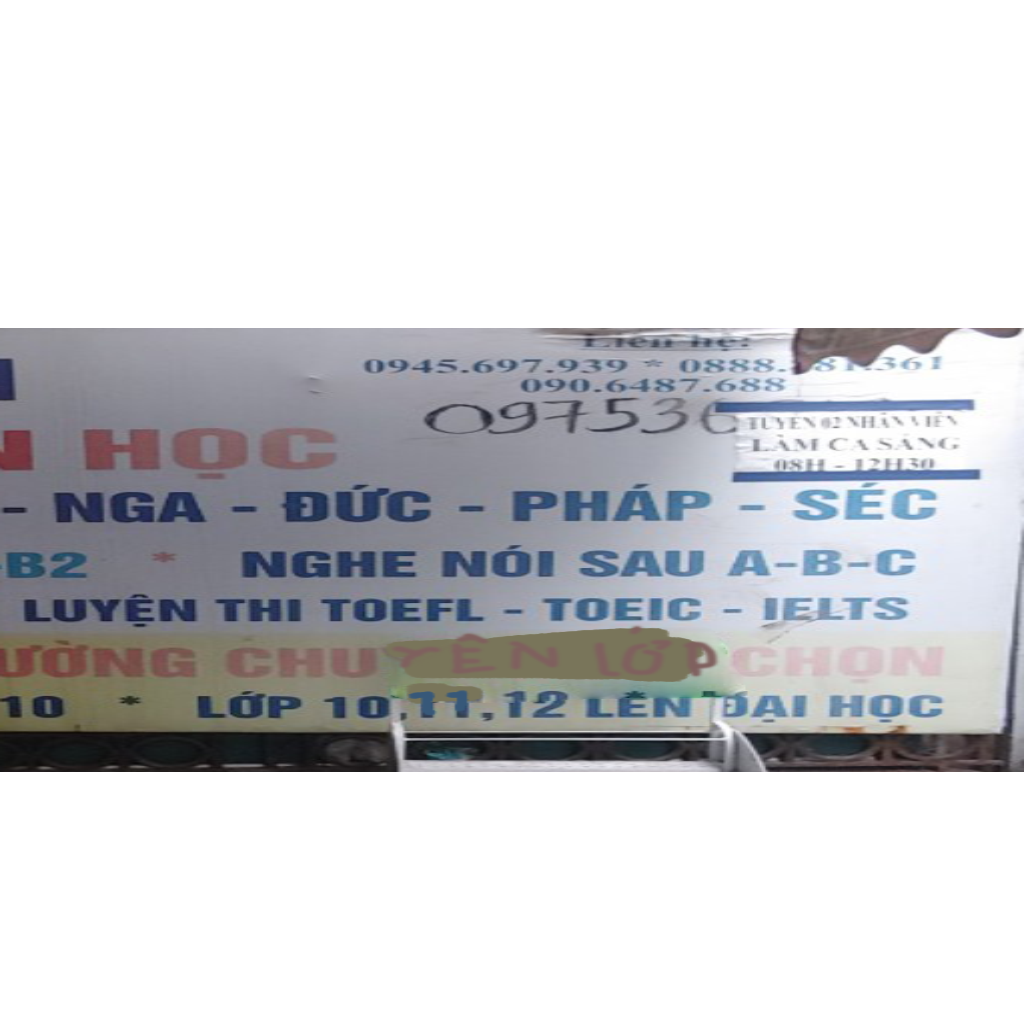 Liên hệ:
0945.697.939 * 0888. 361
090.6487.688
097536
TUYỂN 02 NHÂN VIÊN
LÀM CA SÁNG
08H - 12H30
N HỌC
- NGA - ĐỨC - PHÁP - SÉC
-B2 * NGHE NÓI SAU A-B-C
LUYỆN THI TOEFL - TOEIC - IELTS
ƯỜNG CHUYÊN LỚP CHỌN
10 * LỚP 10,11,12 LÊN ĐẠI HỌC